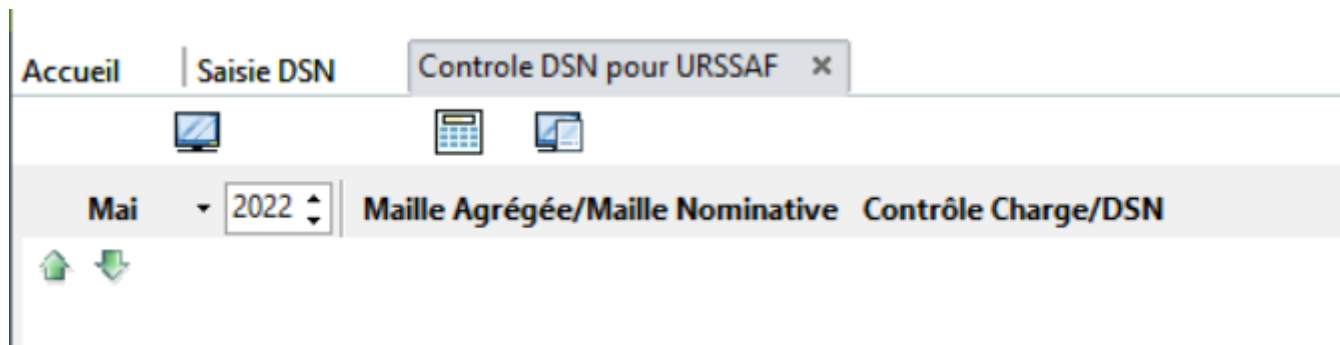 Accueil Saisie DSN Controle DSN pour URSSAF
Mai 2022 Maille Agrégée/Maille Nominative Contrôle Charge/DSN